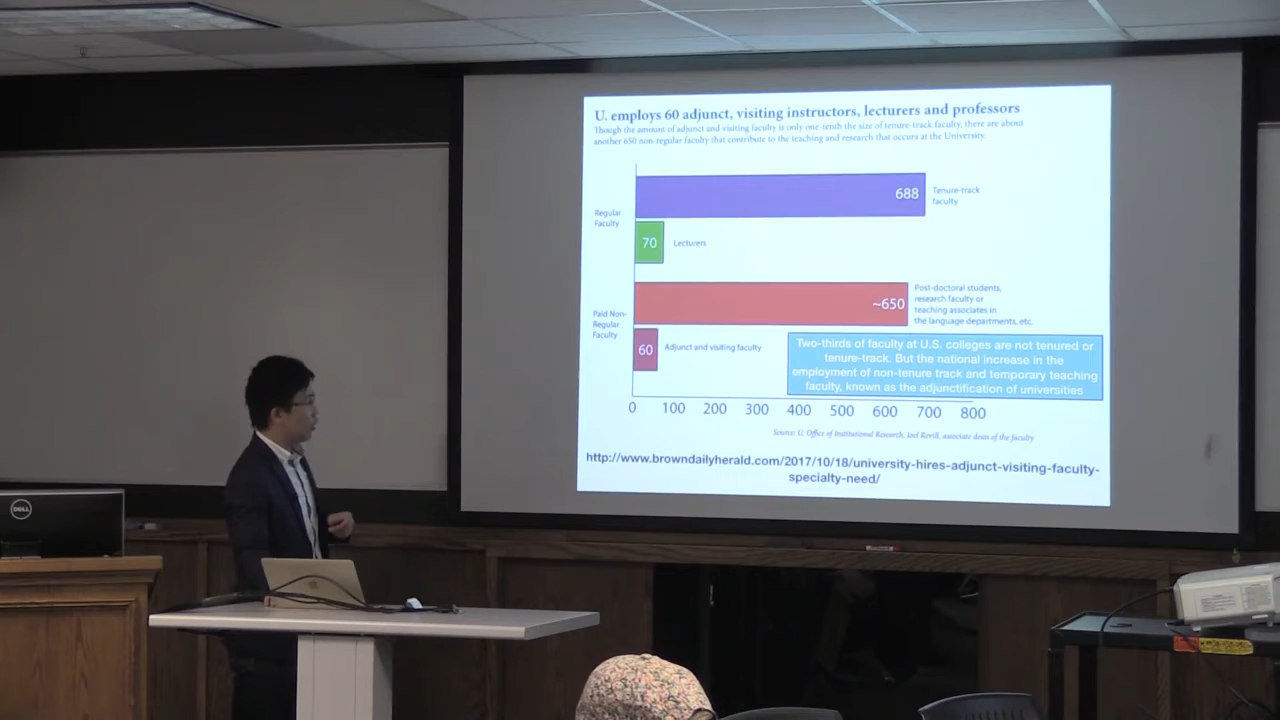 U. employs 60 adjunct, visiting instructors, lecturers and professors
Though the amount of adjunct and visiting faculty is only one-tenth the size of tenure-track faculty, there are about
another 650 non-regular faculty that contribute to the teaching and research that occurs at the University.
Regular
Faculty
688
Tenure-track
faculty
70
Lecturers
Paid Non-
Regular
Faculty
~650
Post-doctoral students,
research faculty or
teaching associates in
the language departments, etc.
60
Adjunct and visiting faculty
Two-thirds of faculty at U.S. colleges are not tenured or
tenure-track. But the national increase in the
employment of non-tenure track and temporary teaching
faculty, known as the adjunctification of universities
0 100 200 300 400 500 600 700 800
Source: U. Office of Institutional Research, Joel Revill, associate dean of the faculty
http://www.browndailyherald.com/2017/10/18/university-hires-adjunct-visiting-faculty-
specialty-need/
DELL